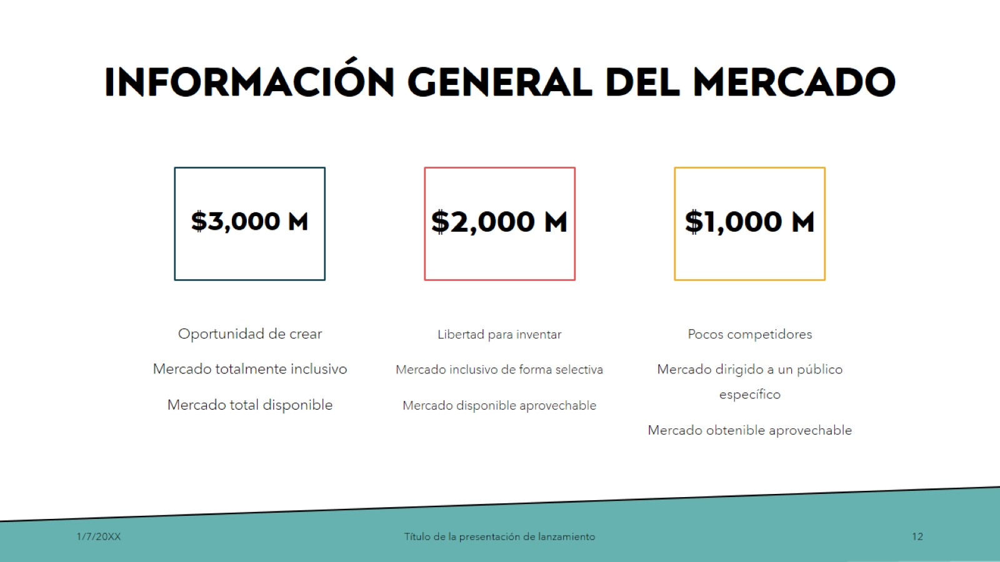 INFORMACIÓN GENERAL DEL MERCADO
$3,000 M
$2,000 M
$1,000 M
Oportunidad de crear
Mercado totalmente inclusivo
Mercado total disponible
Libertad para inventar
Mercado inclusivo de forma selectiva
Mercado disponible aprovechable
Pocos competidores
Mercado dirigido a un público
específico
Mercado obtenible aprovechable
1/7/20XX
Título de la presentación de lanzamiento
12